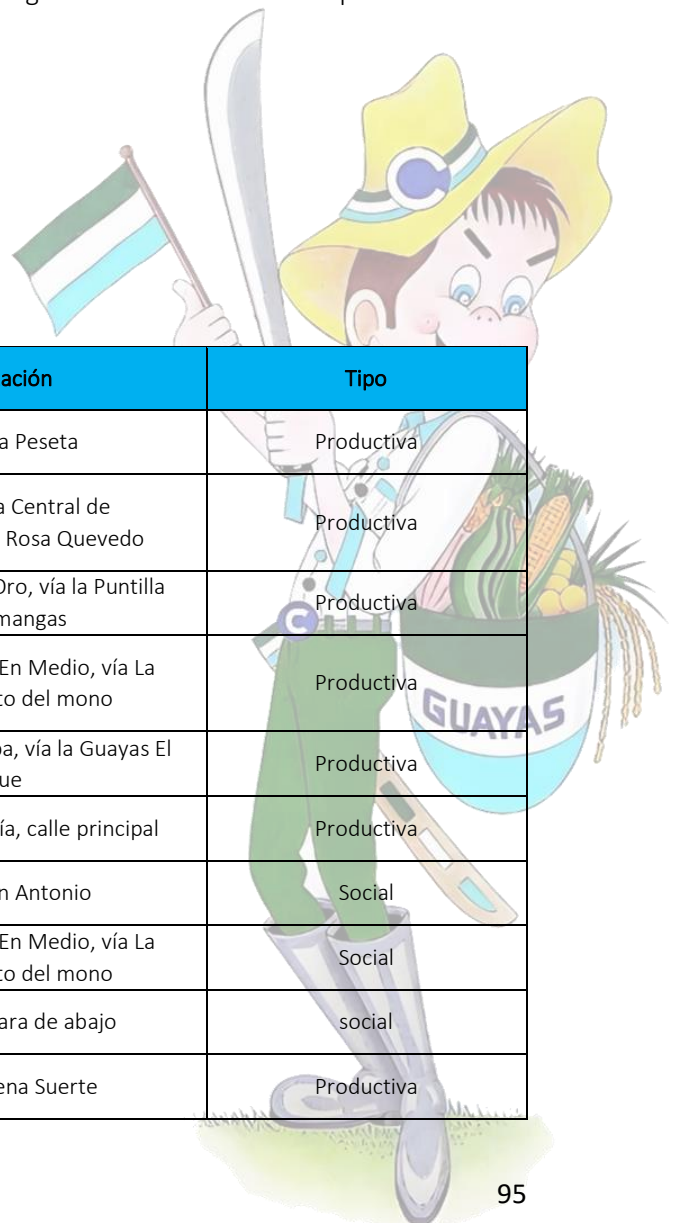 ación Tipo
a Peseta Productiva
a Central de
Rosa Quevedo Productiva
Oro, vía la Puntilla
mangas Productiva
En Medio, vía La
to del mono Productiva
pa, vía la Guayas El
ue Productiva
ía, calle principal Productiva
n Antonio Social
En Medio, vía La
to del mono Social
ara de abajo social
ena Suerte Productiva
C
C
GUAYAS
95